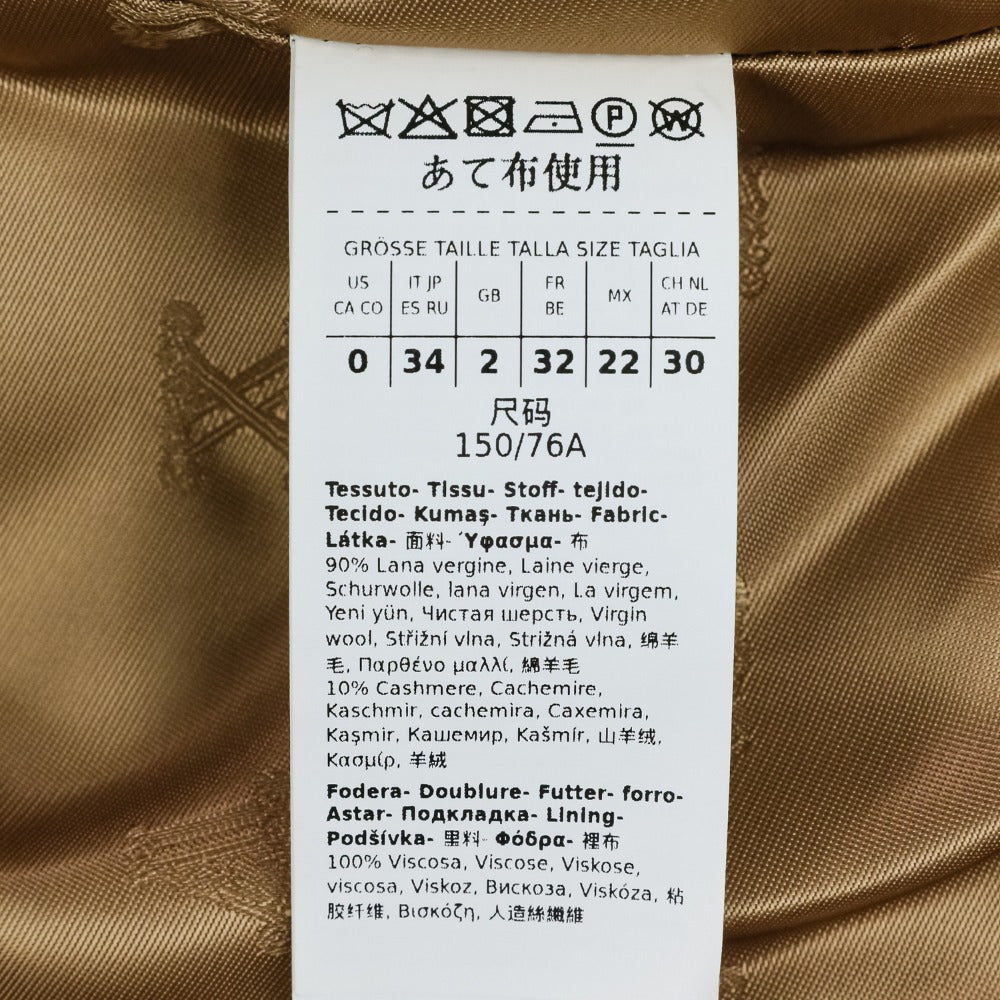 P W
あて布使用
GRÖSSE TAILLE TALLA SIZE TAGLIA
US CA CO IT JP ES RU GB FR BE MX CH NL AT DE
0 34 2 32 22 30
尺码
150/76A
Tessuto- Tissu- Stoff- tejido-
Tecido- Kumaş- Ткань- Fabric-
Látka- 面料- Ύφασμα- 布
90% Lana vergine, Laine vierge,
Schurwolle, lana virgen, La virgem,
Yeni yün, Чистая шерсть, Virgin
wool, Střižní vlna, Strižná vlna, 绵羊
毛, Παρθένο μαλλί, 綿羊毛
10% Cashmere, Cachemire,
Kaschmir, cachemira, Caxemira,
Kaşmir, Кашемир, Kašmír, 山羊绒,
Κασμίρ, 羊絨
Fodera- Doublure- Futter- forro-
Astar- Подкладка- Lining-
Podšívka- 里料- Φόδρα- 裡布
100% Viscosa, Viscose, Viskose,
viscosa, Viskoz, Вискоза, Viskóza, 粘
胶纤维, Βισκόζη, 人造絲纖維